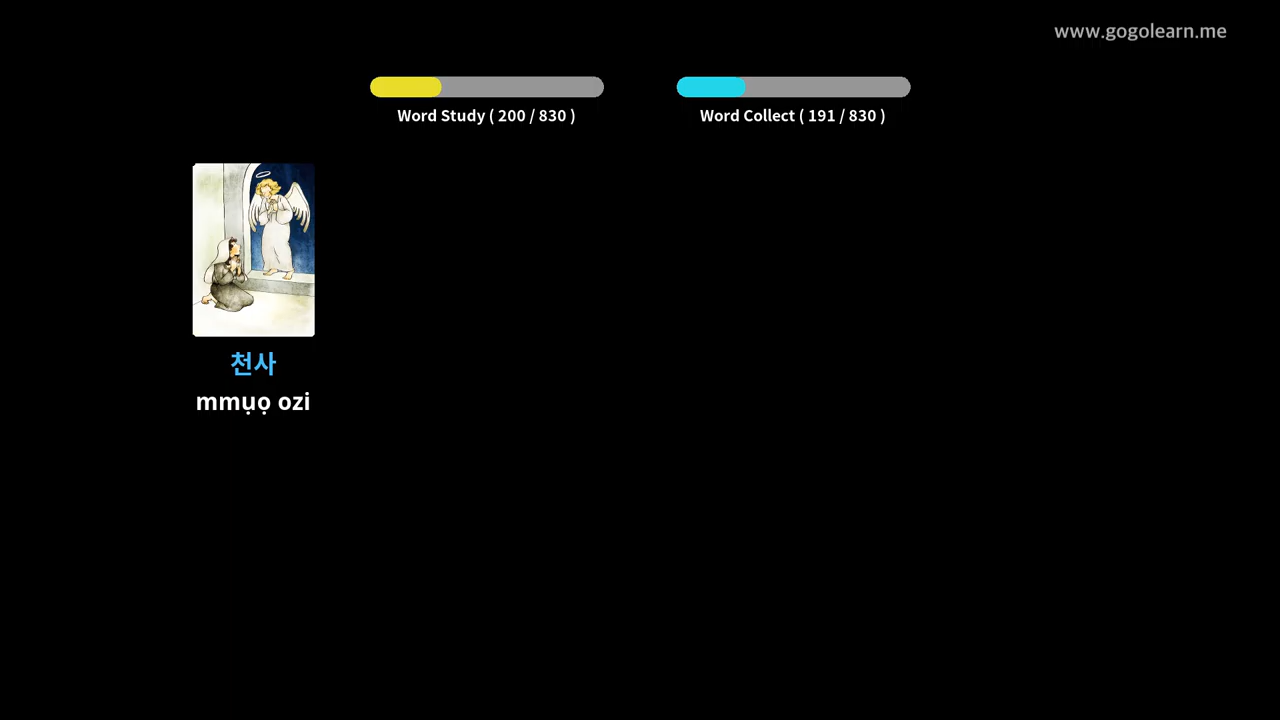 www.gogolearn.me
Word Study ( 200 / 830 )
Word Collect ( 191 / 830 )
천사
mmụọ ozi